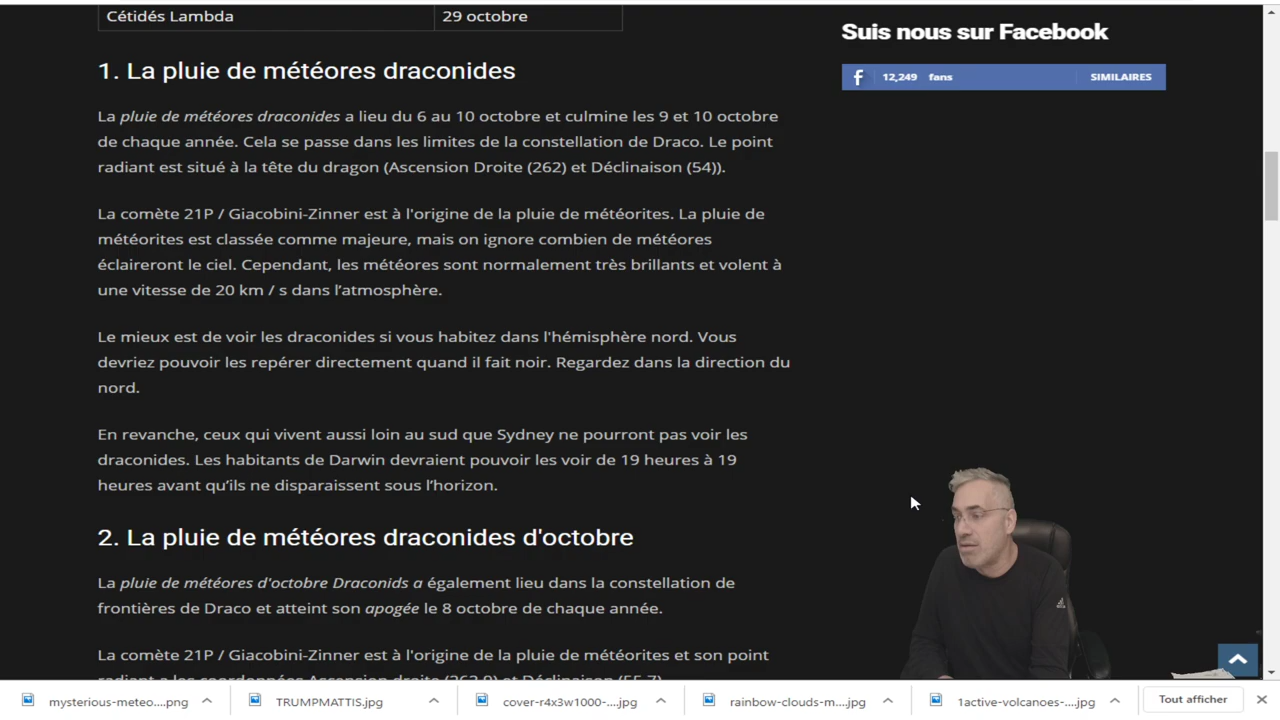 Cétidés Lambda 29 octobre
Suis nous sur Facebook
12,249 fans SIMILAIRES
1. La pluie de météores draconides
La pluie de météores draconides a lieu du 6 au 10 octobre et culmine les 9 et 10 octobre
de chaque année. Cela se passe dans les limites de la constellation de Draco. Le point
radiant est situé à la tête du dragon (Ascension Droite (262) et Déclinaison (54)).
La comète 21P / Giacobini-Zinner est à l'origine de la pluie de météorites. La pluie de
météorites est classée comme majeure, mais on ignore combien de météores
éclaireront le ciel. Cependant, les météores sont normalement très brillants et volent à
une vitesse de 20 km / s dans l’atmosphère.
Le mieux est de voir les draconides si vous habitez dans l'hémisphère nord. Vous
devriez pouvoir les repérer directement quand il fait noir. Regardez dans la direction du
nord.
En revanche, ceux qui vivent aussi loin au sud que Sydney ne pourront pas voir les
draconides. Les habitants de Darwin devraient pouvoir les voir de 19 heures à 19
heures avant qu’ils ne disparaissent sous l’horizon.
2. La pluie de météores draconides d'octobre
La pluie de météores d'octobre Draconids a également lieu dans la constellation de
frontières de Draco et atteint son apogée le 8 octobre de chaque année.
La comète 21P / Giacobini-Zinner est à l'origine de la pluie de météorites et son point
radiant a les coordonnées Ascension droite (262,9) et Déclinaison (55,7)
mysterious-meteo....png
TRUMPMATTIS.jpg
cover-r4x3w1000-....jpg
rainbow-clouds-m....jpg
1active-volcanoes-....jpg
Tout afficher